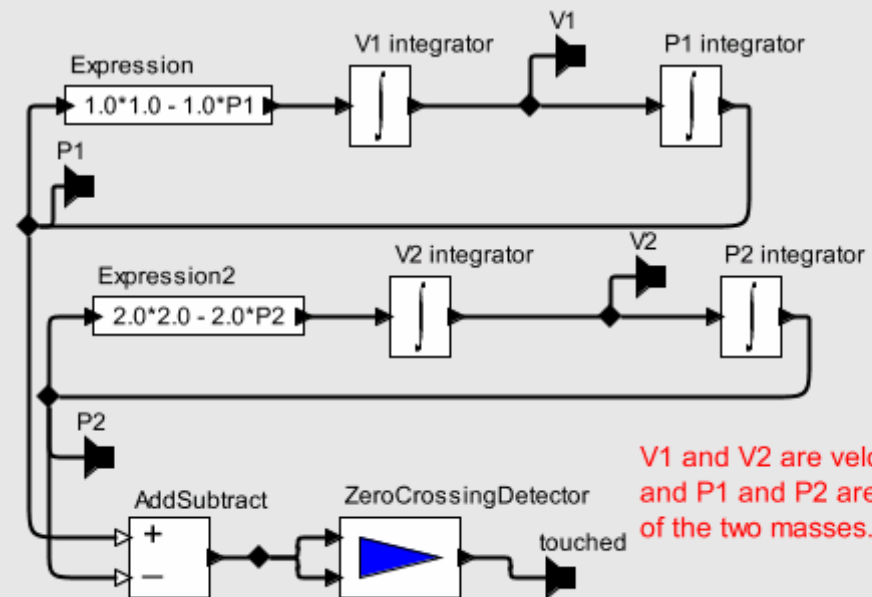 V1
V1 integrator
P1 integrator
Expression
1.0*1.0 - 1.0*P1
P1
V2
V2 integrator
P2 integrator
Expression2
2.0*2.0 - 2.0*P2
P2
V1 and V2 are
and P1 and P2 are
of the two masses.
AddSubtract
ZeroCrossingDetector
+
touched
−